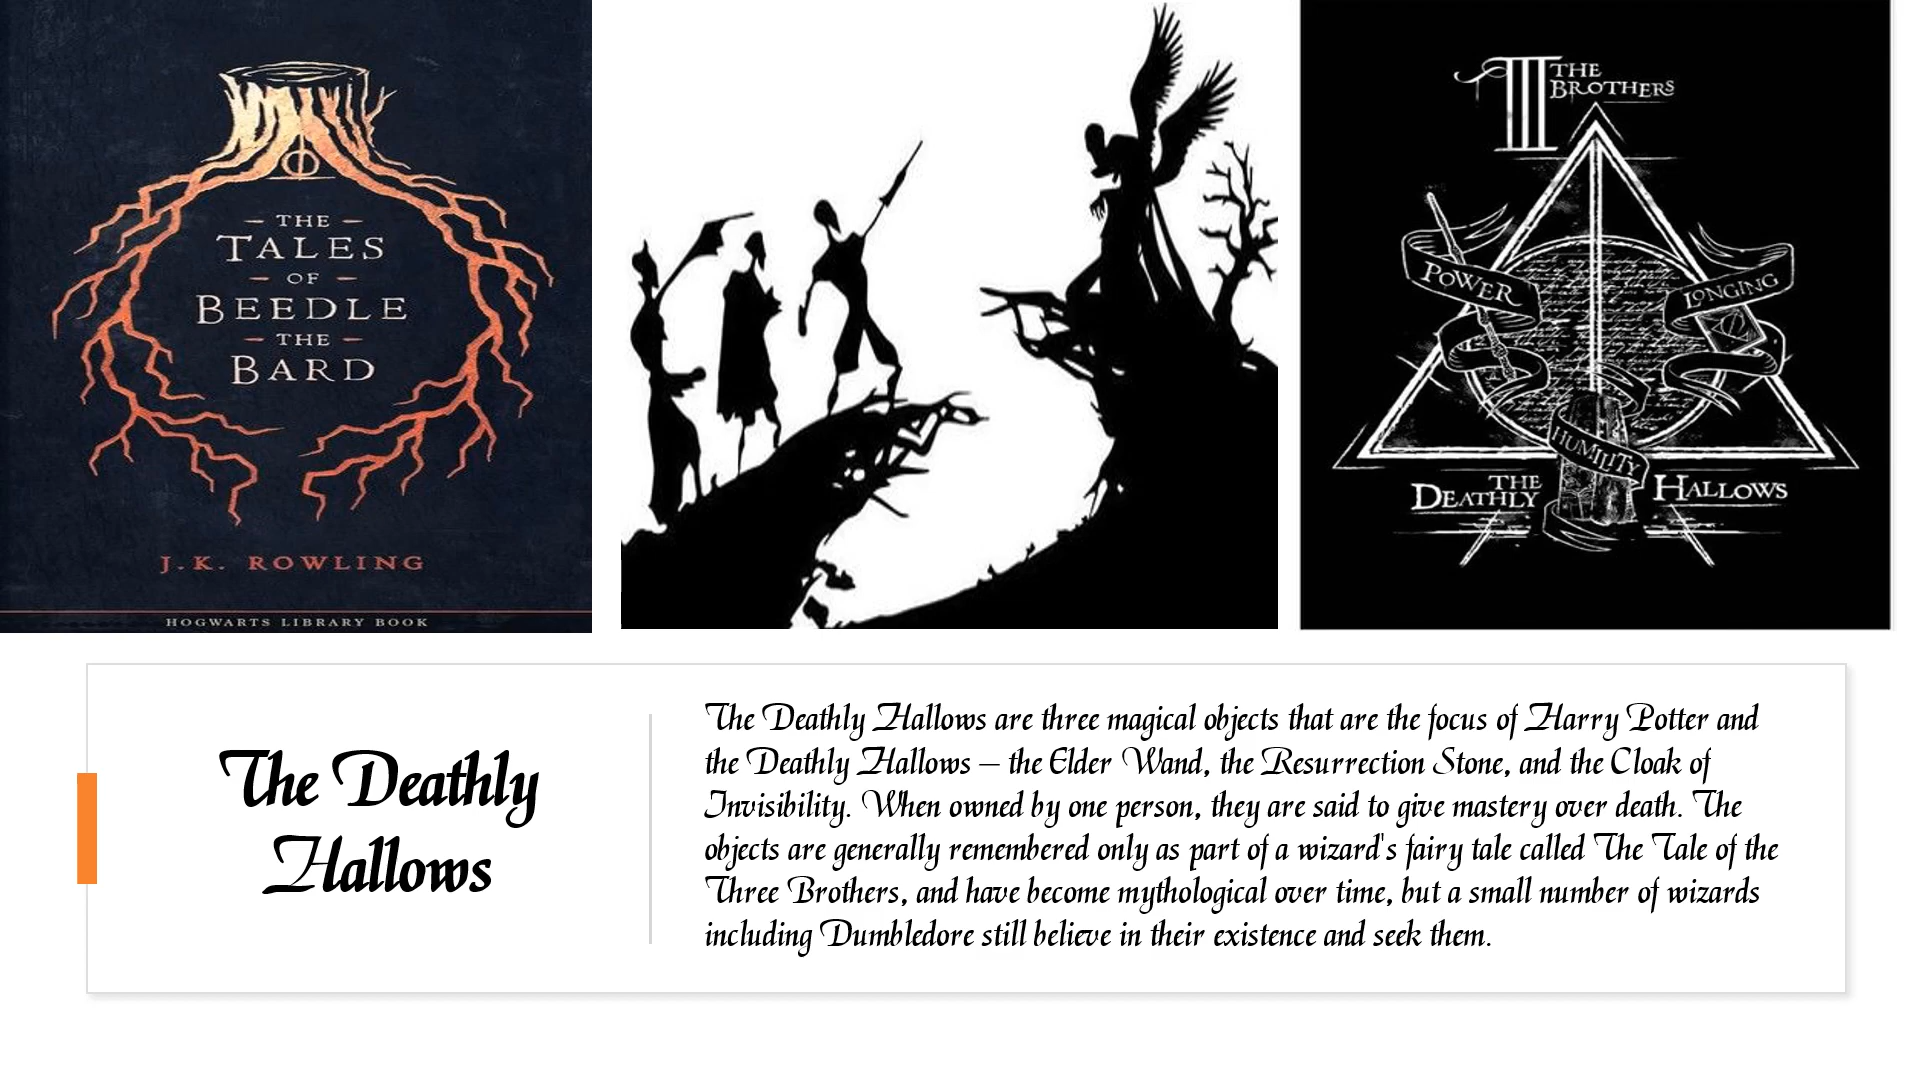 THE
TALES
OF
BEEDLE
THE
BARD
J.K. ROWLING
HOGWARTS LIBRARY BOOK
III THE
BROTHERS
POWER
LONGING
HUMILITY
THE
DEATHLY HALLOWS
The Deathly
Hallows
The Deathly Hallows are three magical objects that are the focus of Harry Potter and
the Deathly Hallows – the Elder Wand, the Resurrection Stone, and the Cloak of
Invisibility. When owned by one person, they are said to give mastery over death. The
objects are generally remembered only as part of a wizard's fairy tale called The Tale of the
Three Brothers, and have become mythological over time, but a small number of wizards
including Dumbledore still believe in their existence and seek them.